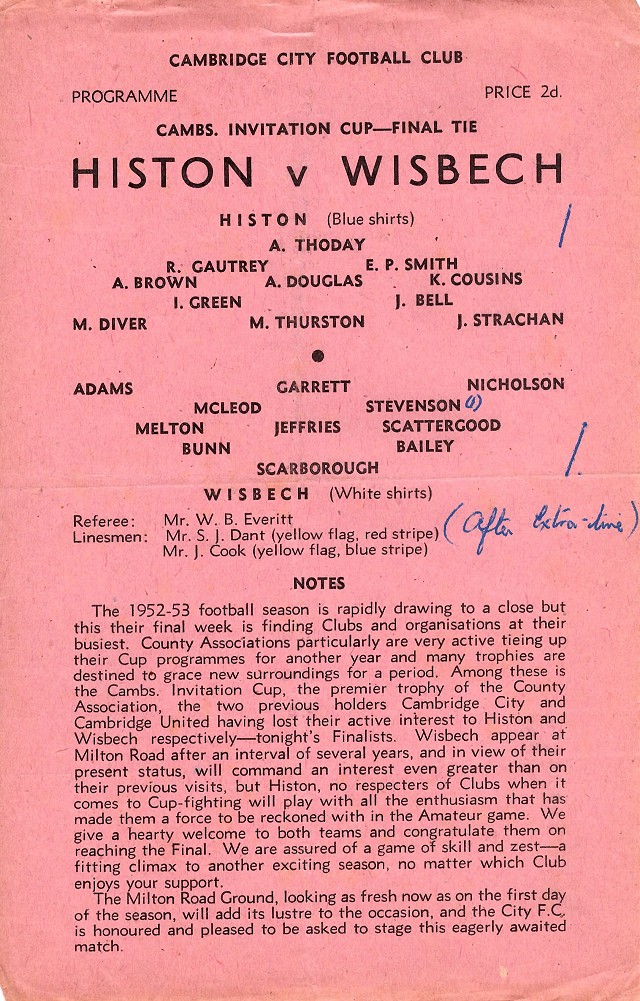 CAMBRIDGE CITY FOOTBALL CLUB
PROGRAMME PRICE 2d.
CAMBS. INVITATION CUP—FINAL TIE
HISTON v WISBECH
HISTON (Blue shirts) 1
A. THODAY
R. GAUTREY E. P. SMITH
A. BROWN A. DOUGLAS K. COUSINS
I. GREEN J. BELL
M. DIVER M. THURSTON J. STRACHAN
ADAMS GARRETT NICHOLSON
MCLEOD STEVENSON (1)
MELTON JEFFRIES SCATTERGOOD
BUNN BAILEY 1.
SCARBOROUGH
WISBECH (White shirts)
Referee: Mr. W. B. Everitt
Linesmen: Mr. S. J. Dant (yellow flag, red stripe) (After Extra-time)
Mr. J. Cook (yellow flag, blue stripe)
NOTES
The 1952-53 football season is rapidly drawing to a close but
this their final week is finding Clubs and organisations at their
busiest. County Associations particularly are very active tieing up
their Cup programmes for another year and many trophies are
destined to grace new surroundings for a period. Among these is
the Cambs. Invitation Cup, the premier trophy of the County
Association, the two previous holders Cambridge City and
Cambridge United having lost their active interest to Histon and
Wisbech respectively—tonight's Finalists. Wisbech appear at
Milton Road after an interval of several years, and in view of their
present status, will command an interest even greater than on
their previous visits, but Histon, no respecters of Clubs when it
comes to Cup-fighting will play with all the enthusiasm that has
made them a force to be reckoned with in the Amateur game. We
give a hearty welcome to both teams and congratulate them on
reaching the Final. We are assured of a game of skill and zest—a
fitting climax to another exciting season, no matter which Club
enjoys your support.
The Milton Road Ground, looking as fresh now as on the first day
of the season, will add its lustre to the occasion, and the City F.C.
is honoured and pleased to be asked to stage this eagerly awaited
match.